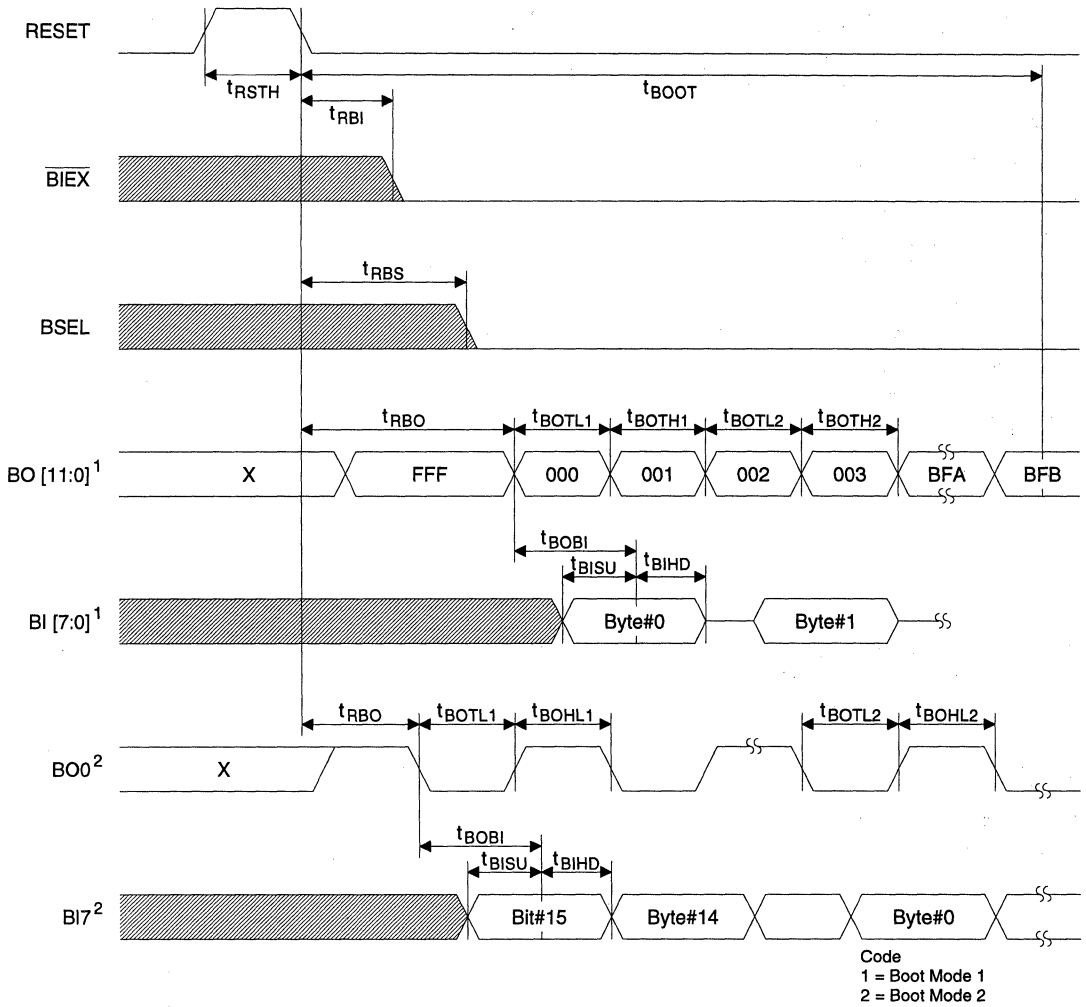 RESET
tRSTH
tBOOT
tRBI
BIEX
tRBS
BSEL
tRBO tBOTL1 tBOTH1 tBOTL2 tBOTH2
BO [11:0]1 X FFF 000 001 002 003 BFA BFB
tBOBI
tBISU tBIHD
BI [7:0]1 Byte#0 Byte#1
tRBO tBOTL1 tBOHL1 tBOTL2 tBOHL2
BO02 X
tBOBI
tBISU tBIHD
BI72 Bit#15 Byte#14 Byte#0
Code
1 = Boot Mode 1
2 = Boot Mode 2